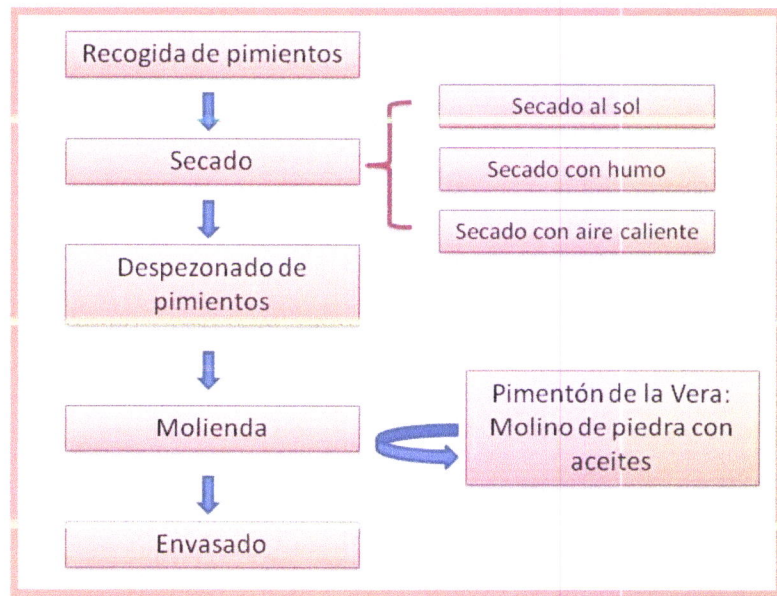 Recogida de pimientos
Secado
Secado al sol
Secado con humo
Secado con aire caliente
Despezonado de
pimientos
Molienda
Pimentón de la Vera:
Molino de piedra con
aceites
Envasado